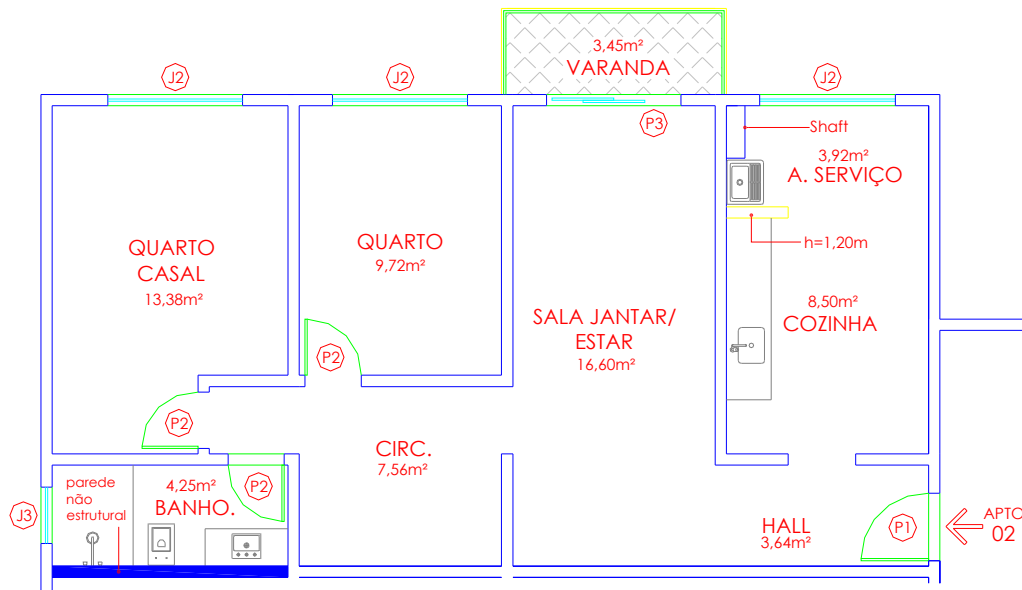 3,45m²
VARANDA
J2
J2
J2
P3
Shaft
3,92m²
A. SERVIÇO
QUARTO
CASAL
13,38m²
QUARTO
9,72m²
h=1,20m
SALA JANTAR/
ESTAR
16,60m²
8,50m²
COZINHA
P2
P2
CIRC.
7,56m²
parede
não
estrutural
4,25m²
BANHO.
P2
J3
HALL
3,64m²
P1
APTO
02